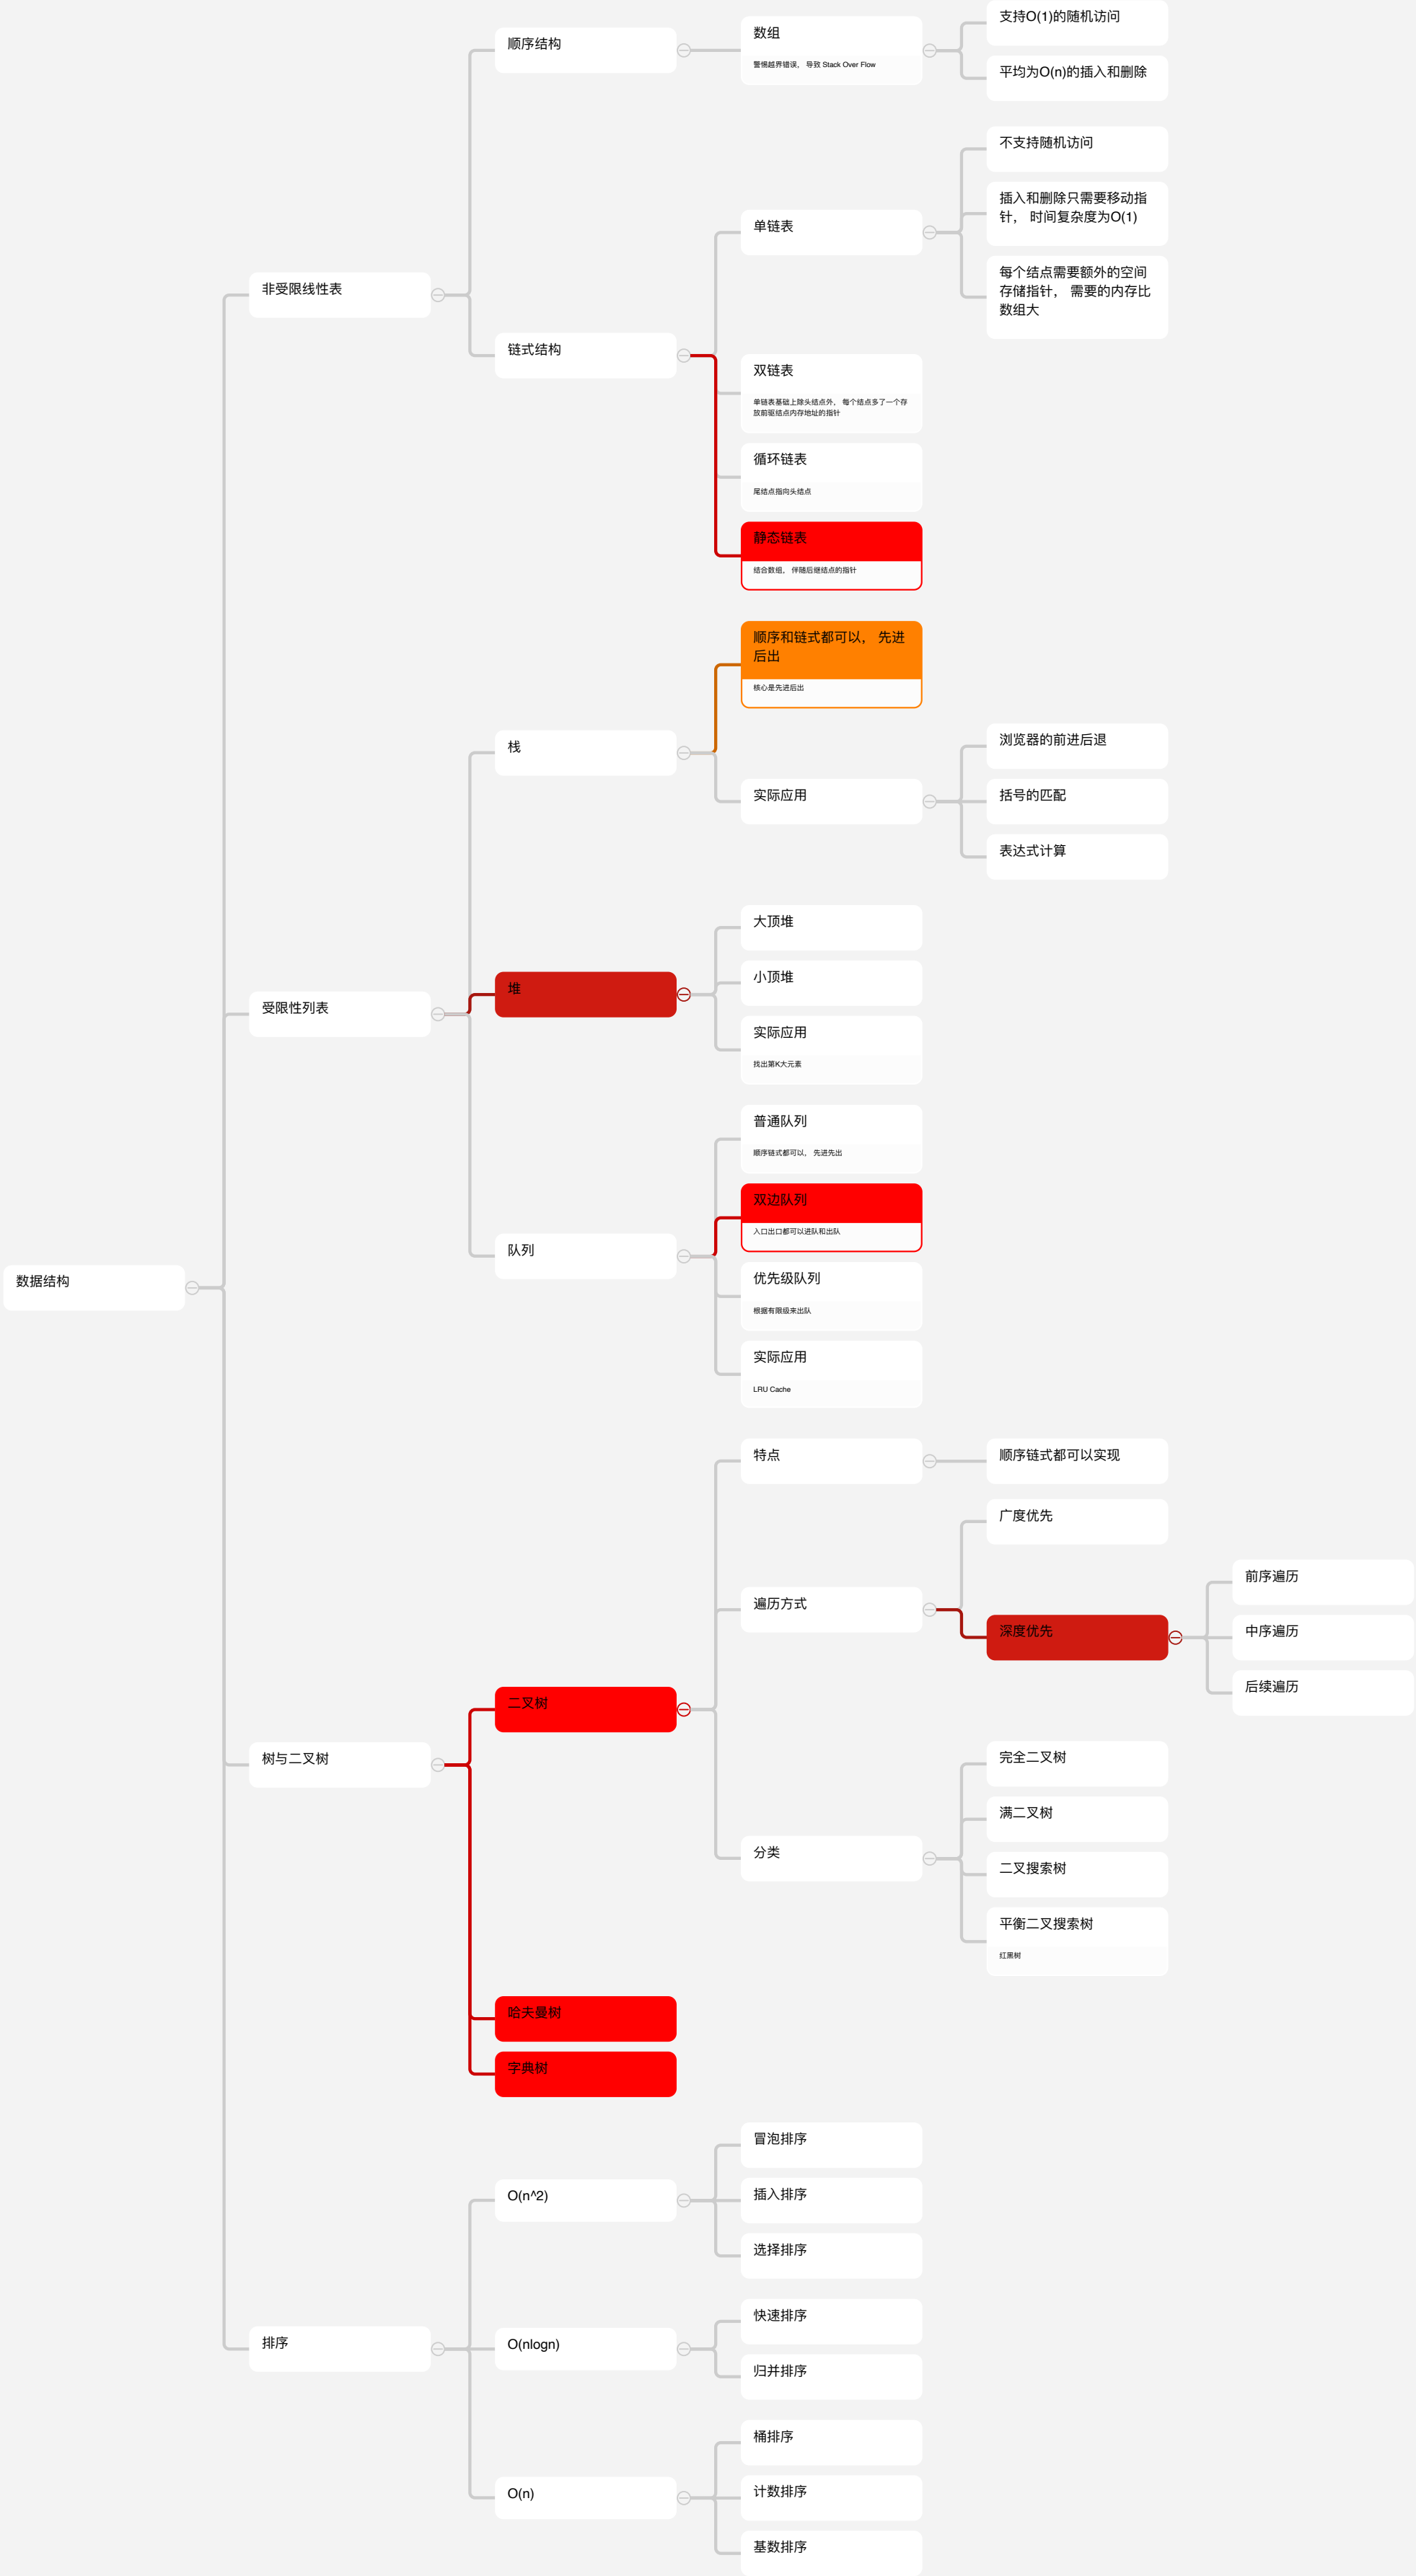 数据结构
非受限线性表
顺序结构
数组
警惕越界错误， 导致 Stack Over Flow
支持O(1)的随机访问
平均为O(n)的插入和删除
链式结构
单链表
不支持随机访问
插入和删除只需要移动指
针， 时间复杂度为O(1)
每个结点需要额外的空间
存储指针， 需要的内存比
数组大
双链表
单链表基础上除头结点外， 每个结点多了一个存
放前驱结点内存地址的指针
循环链表
尾结点指向头结点
静态链表
结合数组， 伴随后继结点的指针
受限性列表
栈
顺序和链式都可以， 先进
后出
核心是先进后出
实际应用
浏览器的前进后退
括号的匹配
表达式计算
堆
大顶堆
小顶堆
实际应用
找出第K大元素
队列
普通队列
顺序链式都可以， 先进先出
双边队列
入口出口都可以进队和出队
优先级队列
根据有限级来出队
实际应用
LRU Cache
树与二叉树
二叉树
特点
顺序链式都可以实现
遍历方式
广度优先
深度优先
前序遍历
中序遍历
后续遍历
分类
完全二叉树
满二叉树
二叉搜索树
平衡二叉搜索树
红黑树
哈夫曼树
字典树
排序
O(n^2)
冒泡排序
插入排序
选择排序
O(nlogn)
快速排序
归并排序
O(n)
桶排序
计数排序
基数排序